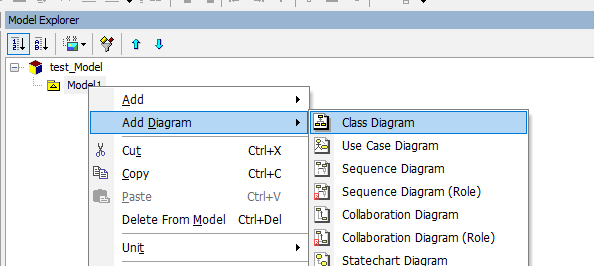 Model Explorer
test_Model
Model1
Add
Add Diagram
Cut Ctrl+X
Copy Ctrl+C
Paste Ctrl+V
Delete From Model Ctrl+Del
Unit
Class Diagram
Use Case Diagram
Sequence Diagram
Sequence Diagram (Role)
Collaboration Diagram
Collaboration Diagram (Role)
Statechart Diagram